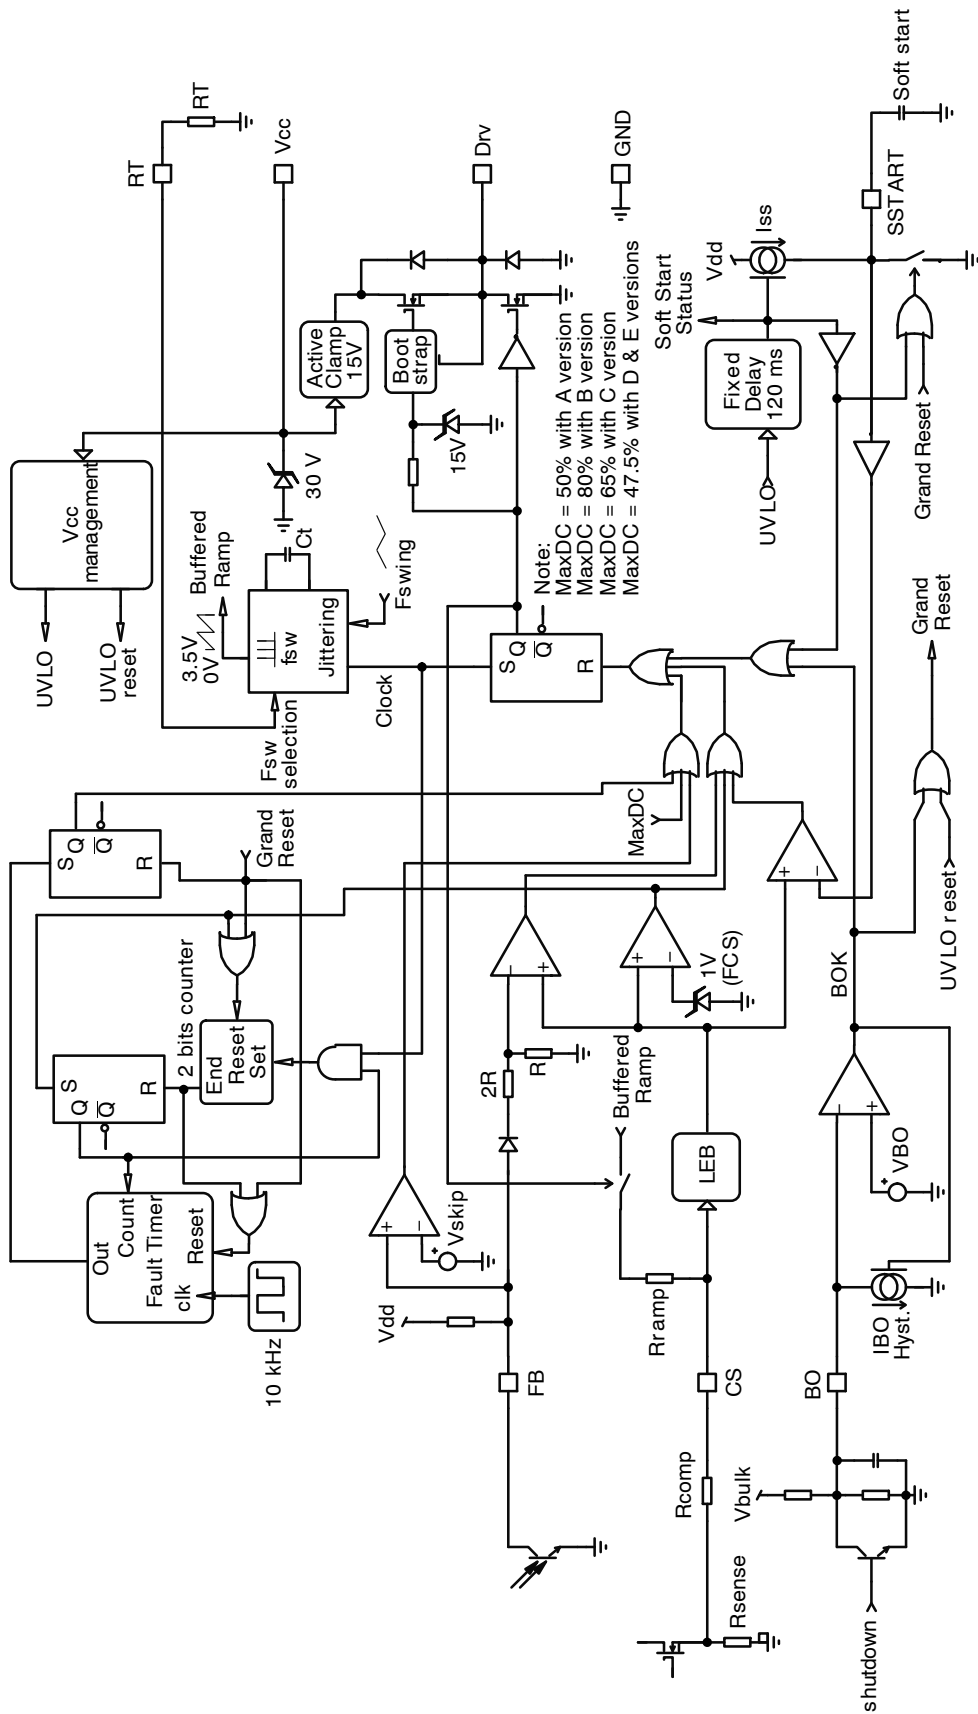 shutdown
Rsense
Rcomp
Vbulk
FB
CS
BO
10 kHz
Out
Count
Fault Timer
clk
Reset
Vdd
Vskip
Rramp
IBO
Hyst.
VBO
LEB
Buffered
Ramp
2R
R
S
Q
Q
R
2 bits counter
End
Reset
Set
+
−
+
−
+
+
−
−
+
−
+
+
−
1V
(FCS)
BOK
S
Q
Q
R
Grand
Reset
MaxDC
UVLO reset
Grand
Reset
Fsw
selection
Clock
UVLO
UVLO
reset
Vcc
management
3.5V
0V
Buffered
Ramp
fsw
Jittering
Ct
Fswing
S
Q
Q
R
30 V
Active
Clamp
15V
Boot
strap
15V
Note:
MaxDC = 50% with A version
MaxDC = 80% with B version
MaxDC = 65% with C version
MaxDC = 47.5% with D & E versions
UVLO
Fixed
Delay
120 ms
Soft Start
Status
Vdd
Iss
Grand Reset
RT
RT
Vcc
Drv
GND
SSTART
Soft start